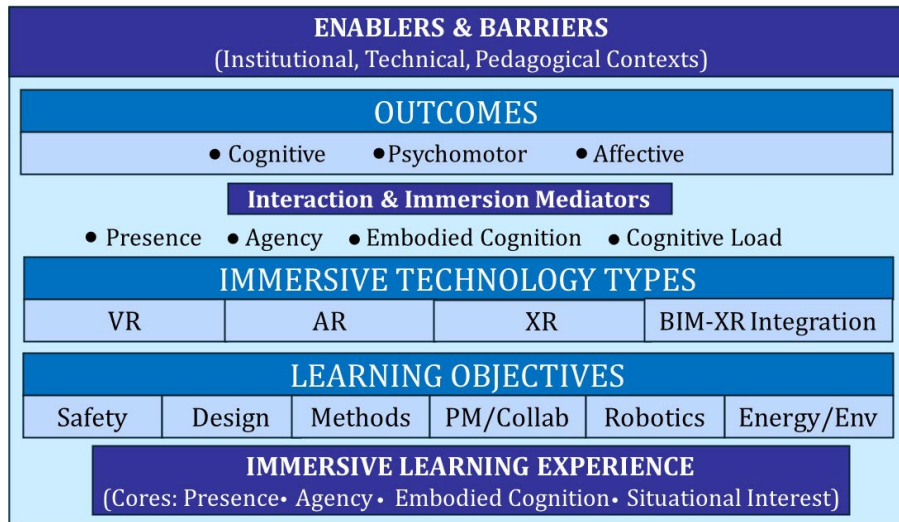 ENABLERS & BARRIERS
(Institutional, Technical, Pedagogical Contexts)
OUTCOMES
● Cognitive ●Psychomotor ● Affective
Interaction & Immersion Mediators
● Presence ● Agency ● Embodied Cognition ● Cognitive Load
IMMERSIVE TECHNOLOGY TYPES
VR AR XR BIM-XR Integration
LEARNING OBJECTIVES
Safety Design Methods PM/Collab Robotics Energy/Env
IMMERSIVE LEARNING EXPERIENCE
(Cores: Presence• Agency • Embodied Cognition• Situational Interest)